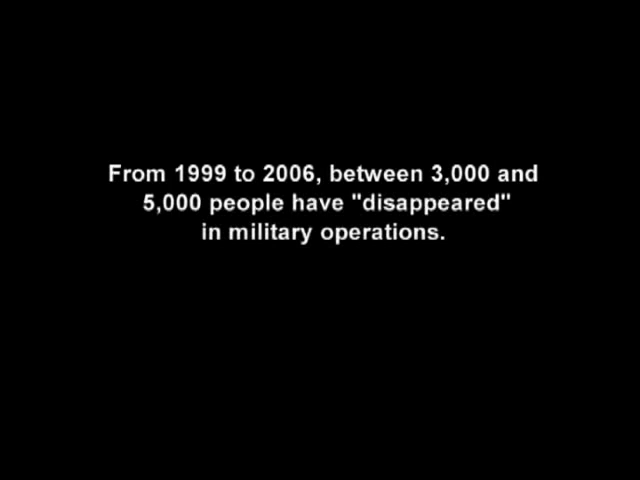 From 1999 to 2006, between 3,000 and
5,000 people have "disappeared"
in military operations.